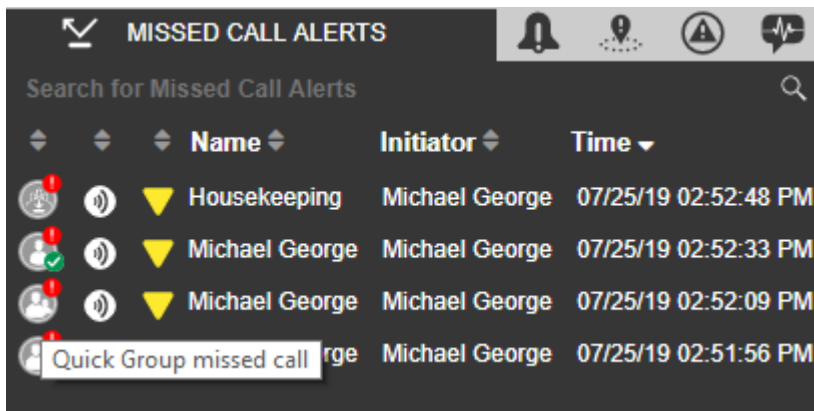 MISSED CALL ALERTS
Search for Missed Call Alerts
Name Initiator Time
Housekeeping Michael George 07/25/19 02:52:48 PM
Michael George Michael George 07/25/19 02:52:33 PM
Michael George Michael George 07/25/19 02:52:09 PM
Quick Group missed call rge Michael George 07/25/19 02:51:56 PM